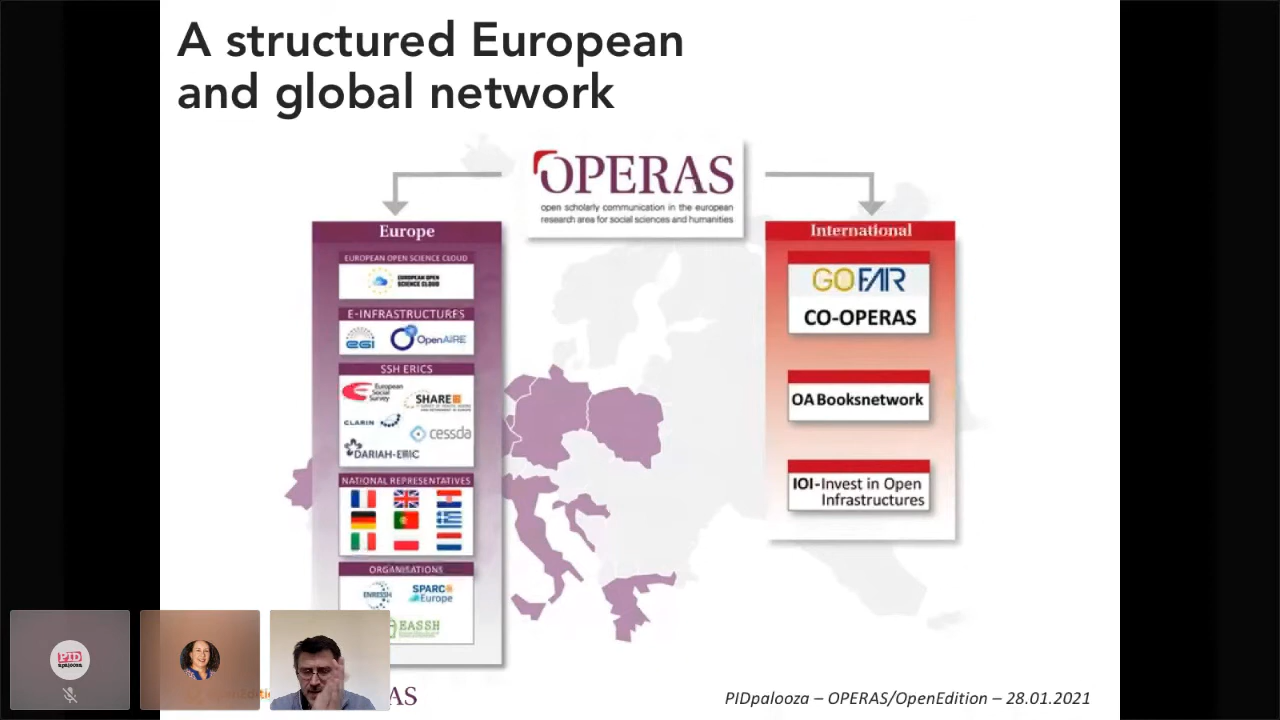 A structured European
and global network
OPERAS
open scholarly communication in the european
research area for social sciences and humanities
Europe
EUROPEAN OPEN SCIENCE CLOUD
EUROPEAN OPEN
SCIENCE CLOUD
E-INFRASTRUCTURES
egi
OpenAIRE
SSH ERICS
European
Social
Survey
SHARE
CLARIN
cessda
DARIAH-ERIC
NATIONAL REPRESENTATIVES
ORGANISATIONS
ENRESSH
SPARC
Europe
EASSH
International
GO FAIR
CO-OPERAS
OA Booksnetwork
IOI-Invest in Open
Infrastructures
PID
apalooza
AS
PIDpalooza – OPERAS/OpenEdition – 28.01.2021